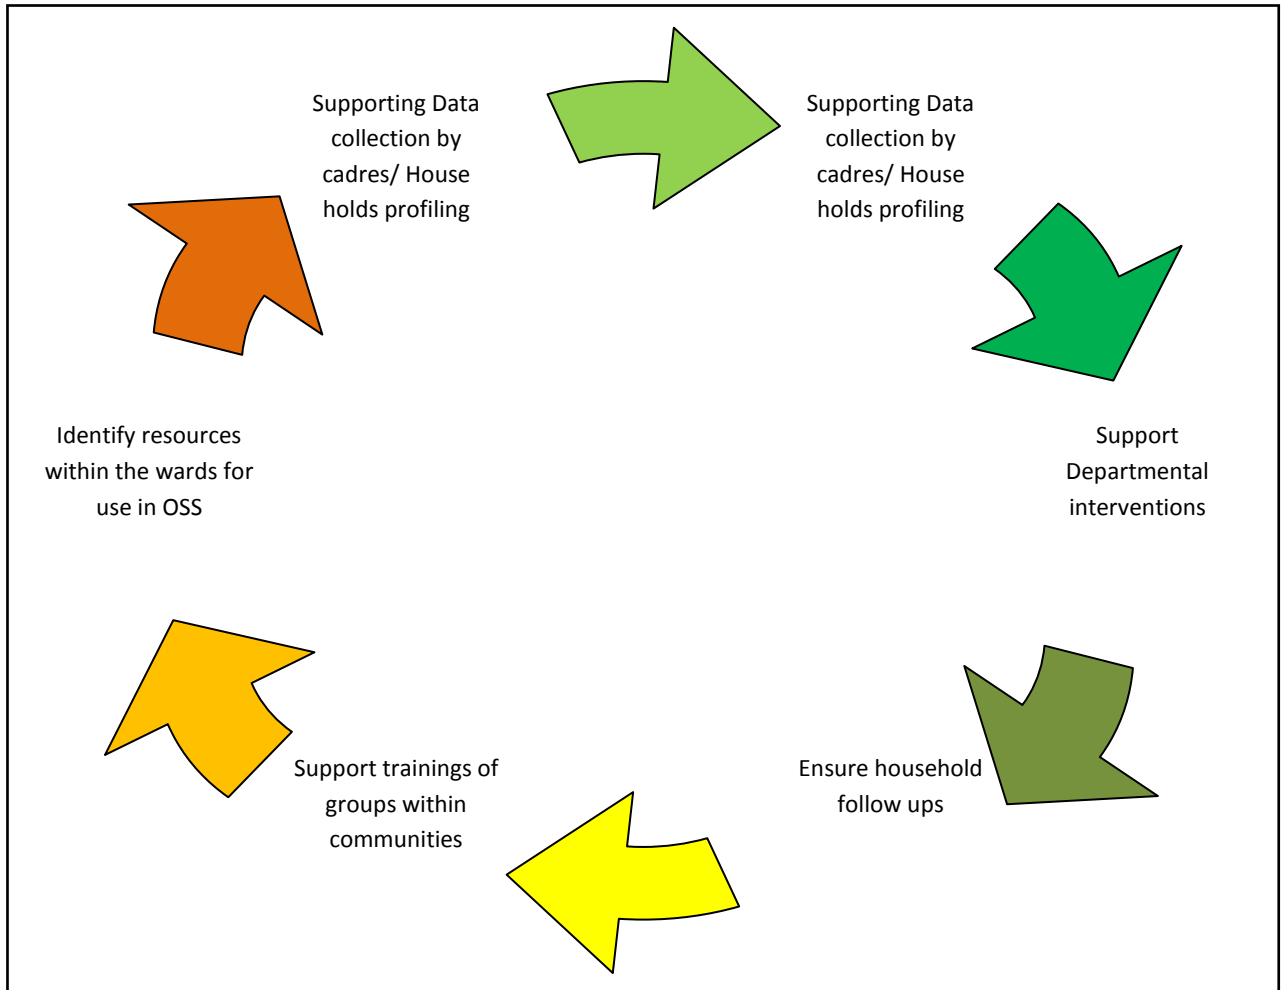 Supporting Data
collection by
cadres/ House
holds profiling
Supporting Data
collection by
cadres/ House
holds profiling
Support
Departmental
interventions
Ensure household
follow ups
Support trainings of
groups within
communities
Identify resources
within the wards for
use in OSS